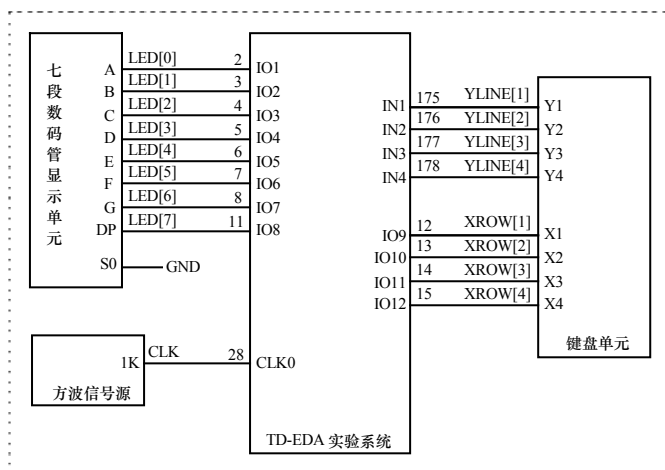 七段数码管显示单元
A LED[0] 2 IO1
B LED[1] 3 IO2
C LED[2] 4 IO3
D LED[3] 5 IO4
E LED[4] 6 IO5
F LED[5] 7 IO6
G LED[6] 8 IO7
DP LED[7] 11 IO8
S0 GND
1K CLK 28 CLK0
方波信号源
TD-EDA 实验系统
IN1 175 YLINE[1] Y1
IN2 176 YLINE[2] Y2
IN3 177 YLINE[3] Y3
IN4 178 YLINE[4] Y4
IO9 12 XROW[1] X1
IO10 13 XROW[2] X2
IO11 14 XROW[3] X3
IO12 15 XROW[4] X4
键盘单元